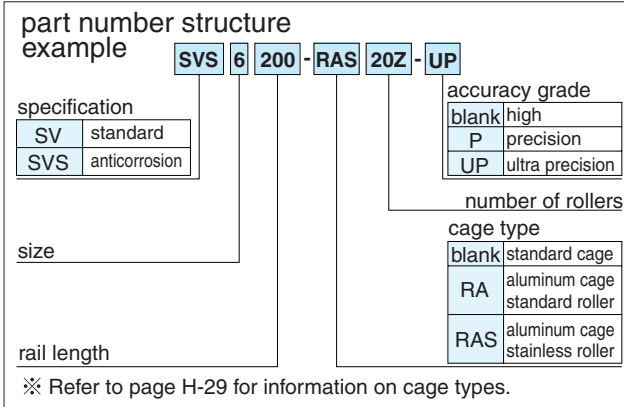 part number structure
example
SVS 6 200 - RAS 20Z - UP
specification
SV standard
SVS anticorrosion
size
rail length
accuracy grade
blank high
P precision
UP ultra precision
number of rollers
cage type
blank standard cage
RA aluminum cage
standard roller
RAS aluminum cage
stainless roller
※ Refer to page H-29 for information on cage types.